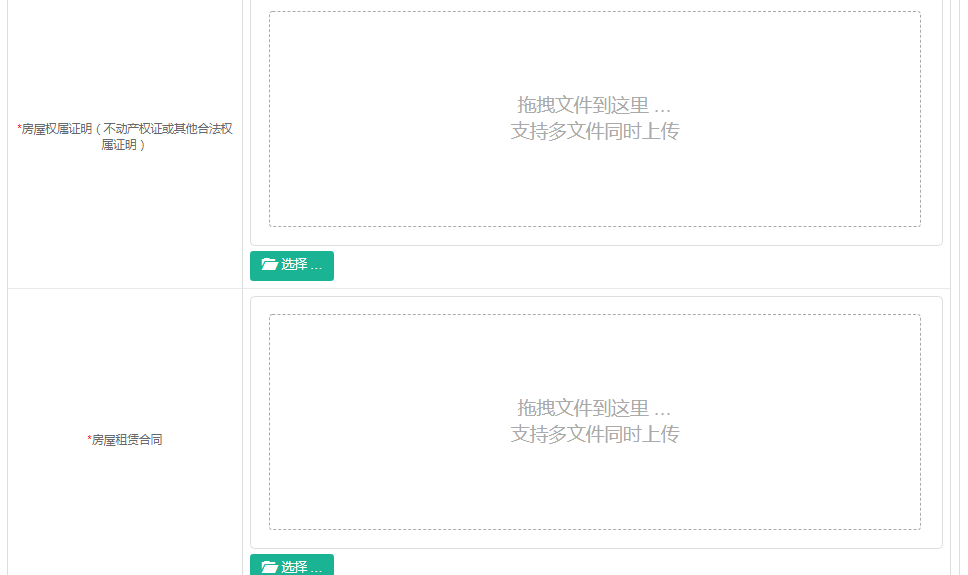 拖拽文件到这里 …
支持多文件同时上传
*房屋权属证明（不动产权证或其他合法权
属证明）
选择 …
拖拽文件到这里 …
支持多文件同时上传
*房屋租赁合同
选择 …